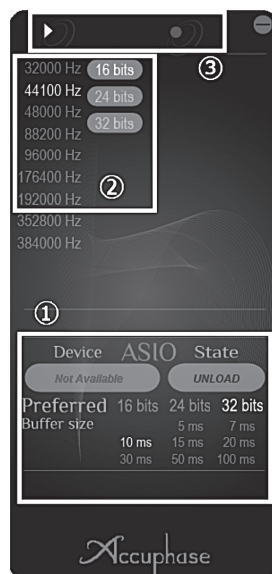 ③
32000 Hz 16 bits
44100 Hz 24 bits
48000 Hz 32 bits
88200 Hz
96000 Hz
176400 Hz ②
192000 Hz
352800 Hz
384000 Hz
①
Device ASIO State
Not Available UNLOAD
Preferred 16 bits 24 bits 32 bits
Buffer size 5 ms 7 ms
10 ms 15 ms 20 ms
30 ms 50 ms 100 ms
Accuphase